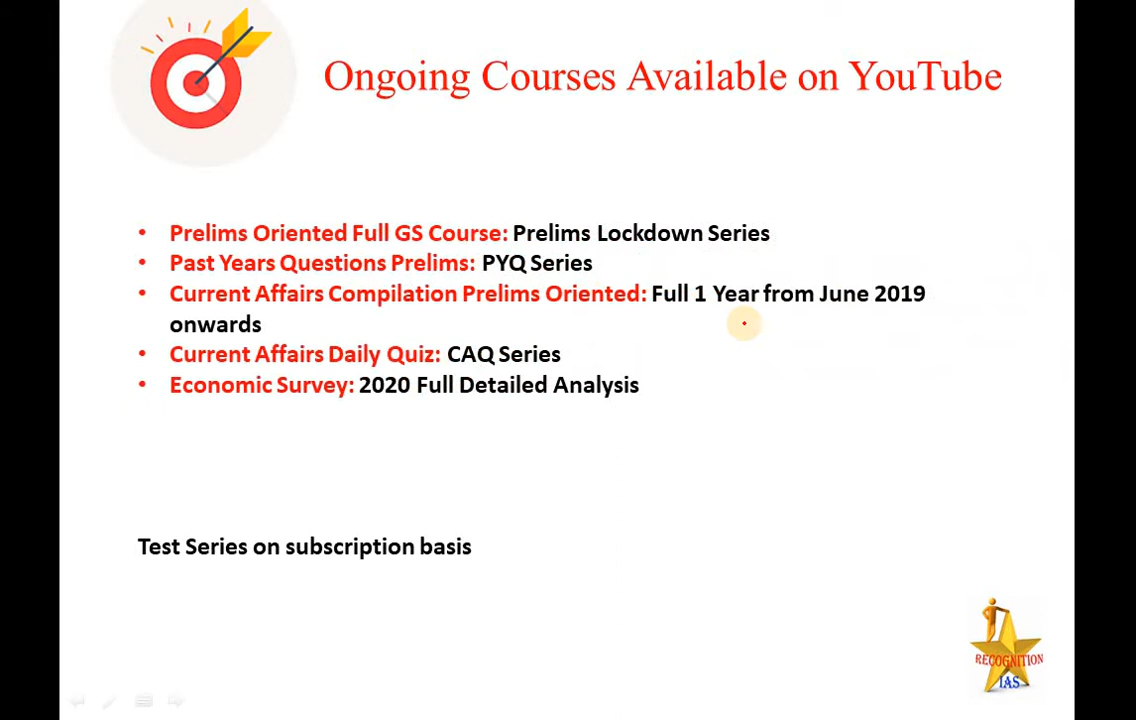 Ongoing Courses Available on YouTube
• Prelims Oriented Full GS Course: Prelims Lockdown Series
• Past Years Questions Prelims: PYQ Series
• Current Affairs Compilation Prelims Oriented: Full 1 Year from June 2019
onwards
• Current Affairs Daily Quiz: CAQ Series
• Economic Survey: 2020 Full Detailed Analysis
Test Series on subscription basis
RECOGNITION
IAS